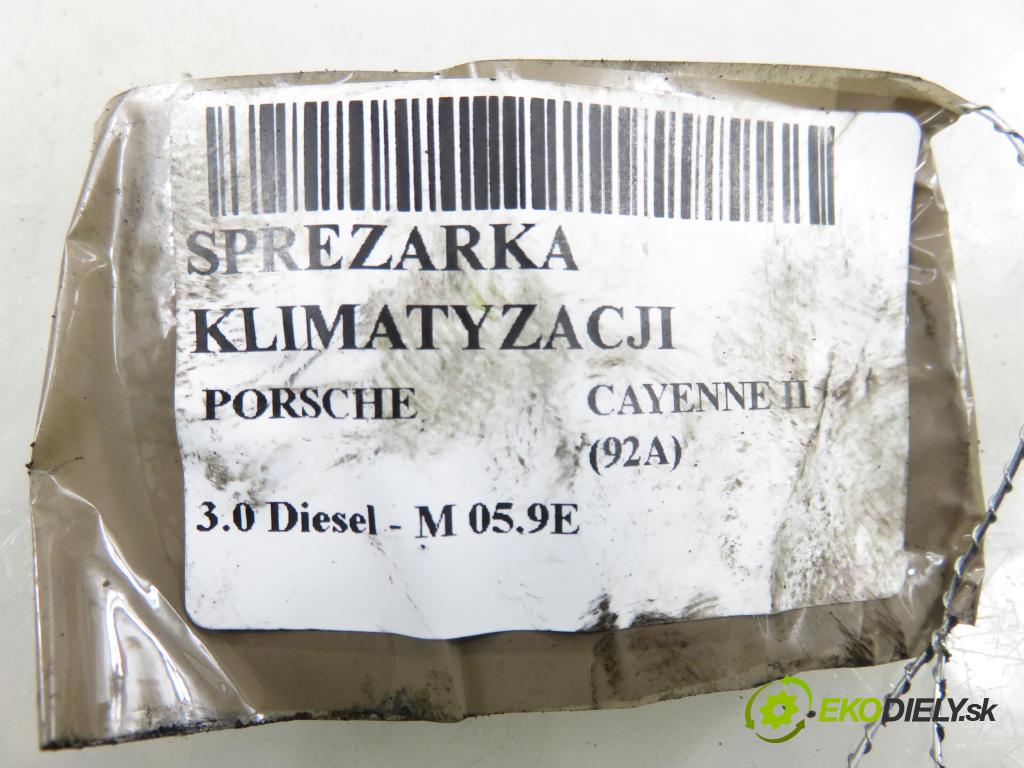 SPREZARKA
KLIMATYZACJI
PORSCHE CAYENNE II
(92A)
3.0 Diesel - M 05.9E
EKODIELY.sk